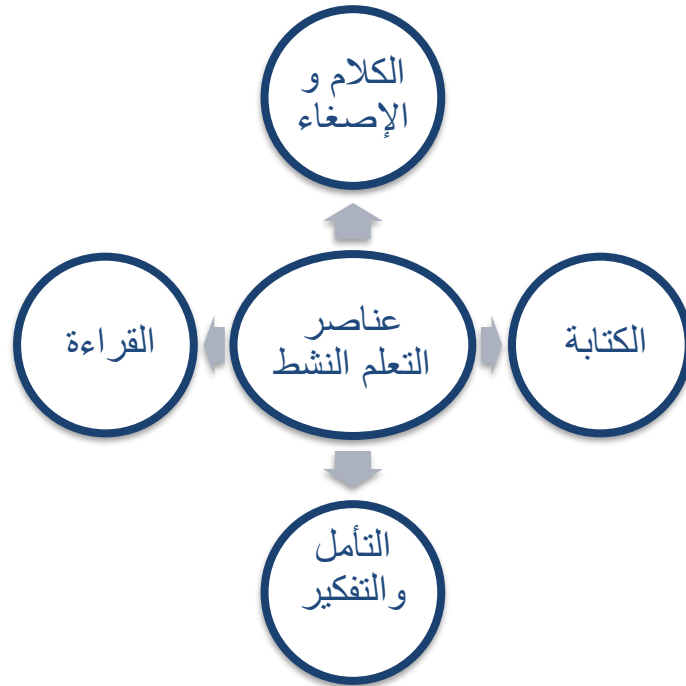 الكلام و
الإصغاء
عناصر
التعلم النشط
الكتابة
القراءة
التأمل
والتفكير